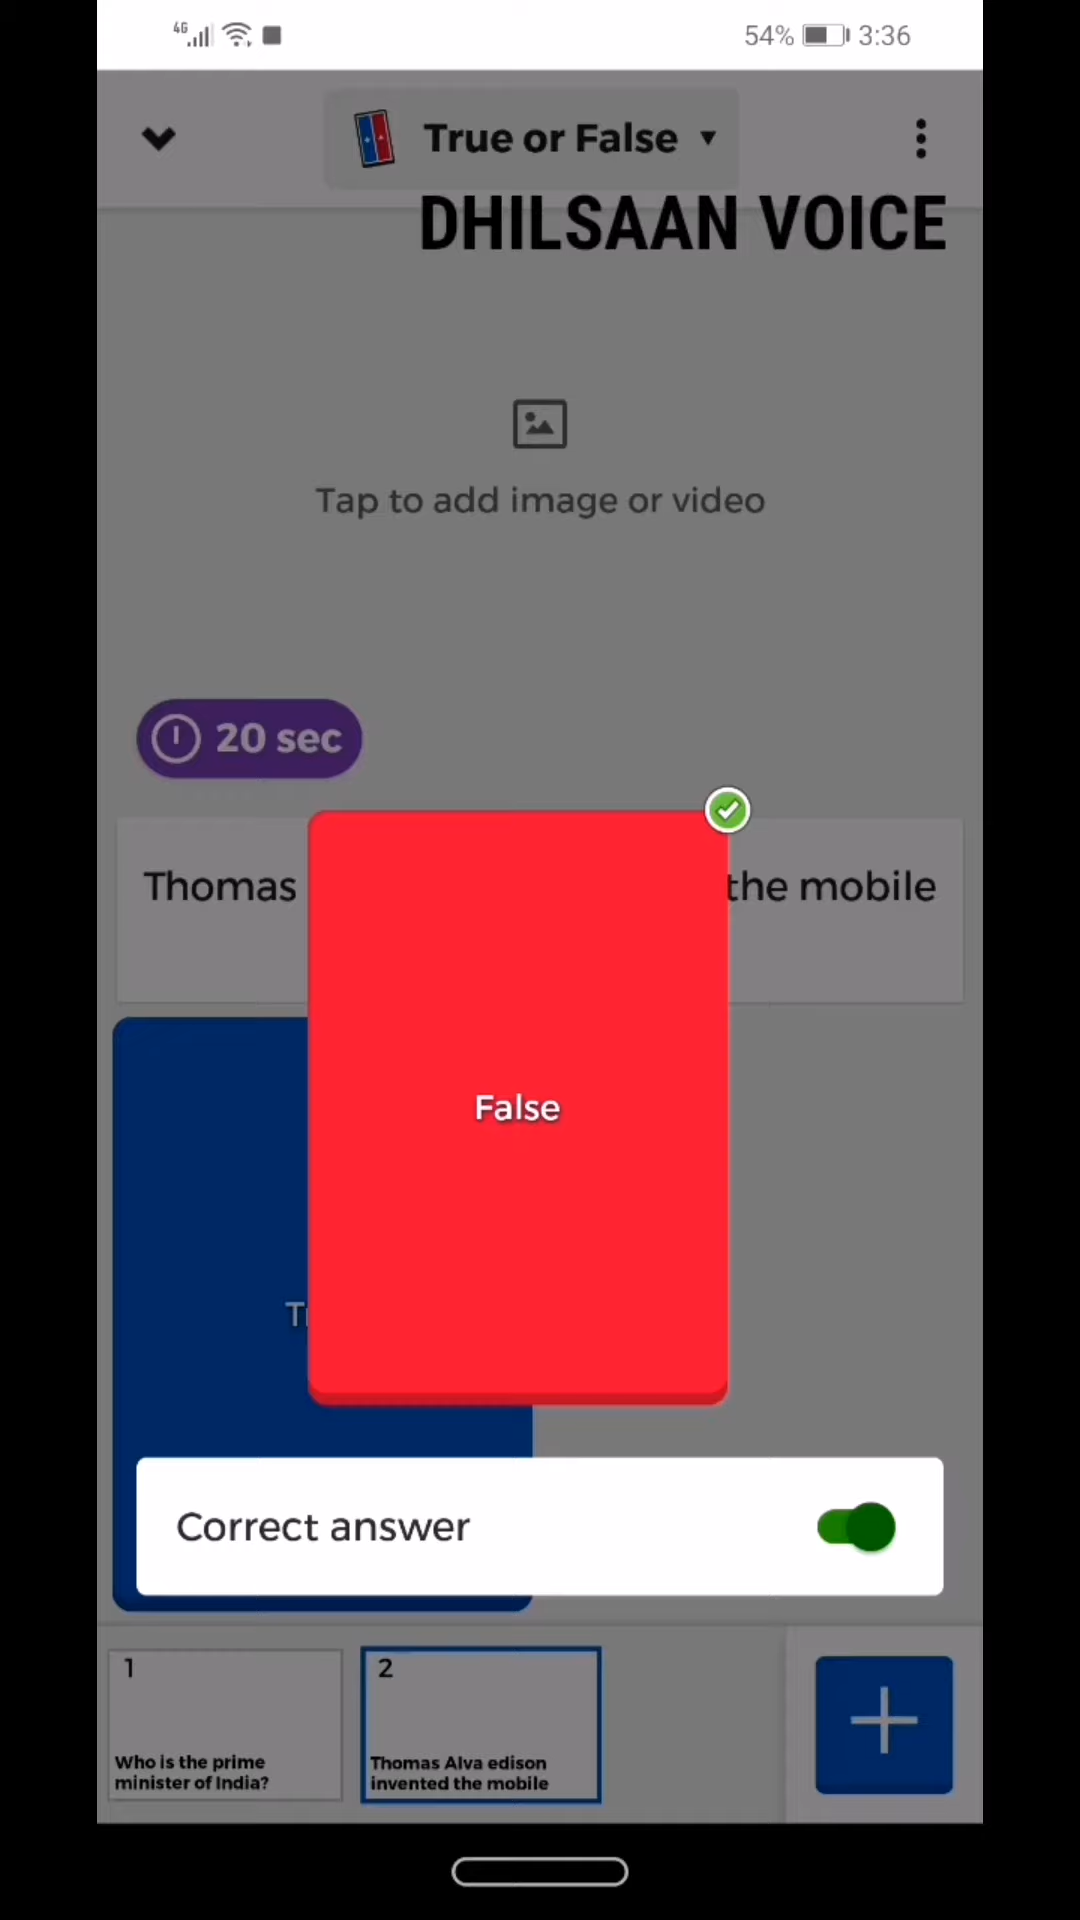 4G
54% 3:36
True or False
DHILSAAN VOICE
Tap to add image or video
20 sec
Thomas the mobile
False
Correct answer
1
Who is the prime
minister of India?
2
Thomas Alva edison
invented the mobile